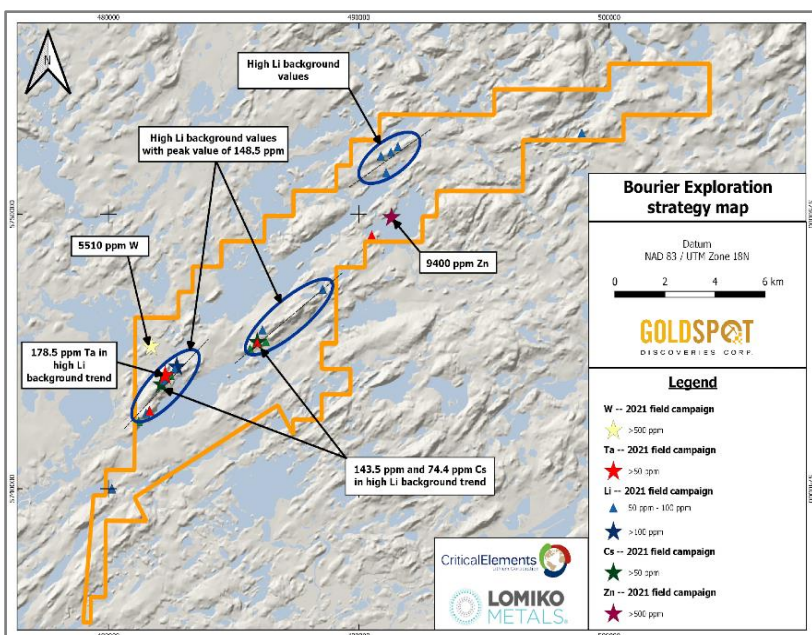 480000
490000
500000
N
High Li background
values
High Li background values
with peak value of 148.5 ppm
5510 ppm W
9400 ppm Zn
178.5 ppm Ta in
high Li
background trend
143.5 ppm and 74.4 ppm Cs
in high Li background trend
Bourier Exploration
strategy map
Datum
NAD 83 / UTM Zone 18N
0 2 4 6 km
GOLDSPOT
DISCOVERIES CORP.
Legend
W -- 2021 field campaign
>500 ppm
Ta -- 2021 field campaign
>50 ppm
Li -- 2021 field campaign
50 ppm - 100 ppm
>100 ppm
Cs -- 2021 field campaign
>50 ppm
Zn -- 2021 field campaign
>500 ppm
CriticalElements
LOMIKO
METALS
480000
490000
500000